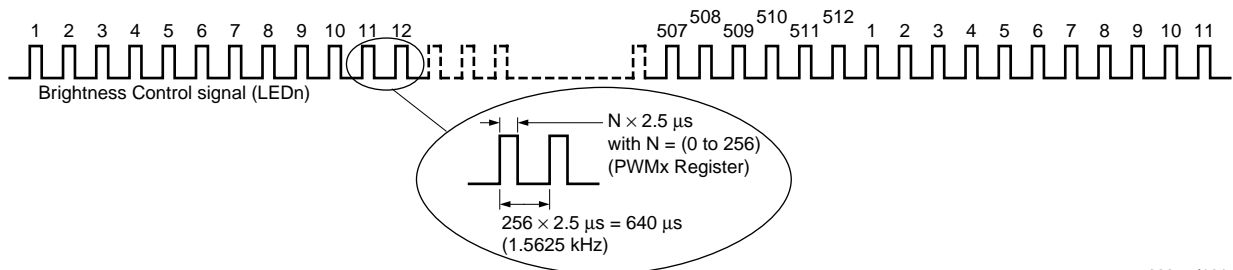 1 2 3 4 5 6 7 8 9 10 11 12 507 508 509 510 511 512 1 2 3 4 5 6 7 8 9 10 11
Brightness Control signal (LEDn)
N × 2.5 μs
with N = (0 to 256)
(PWMx Register)
256 × 2.5 μs = 640 μs
(1.5625 kHz)